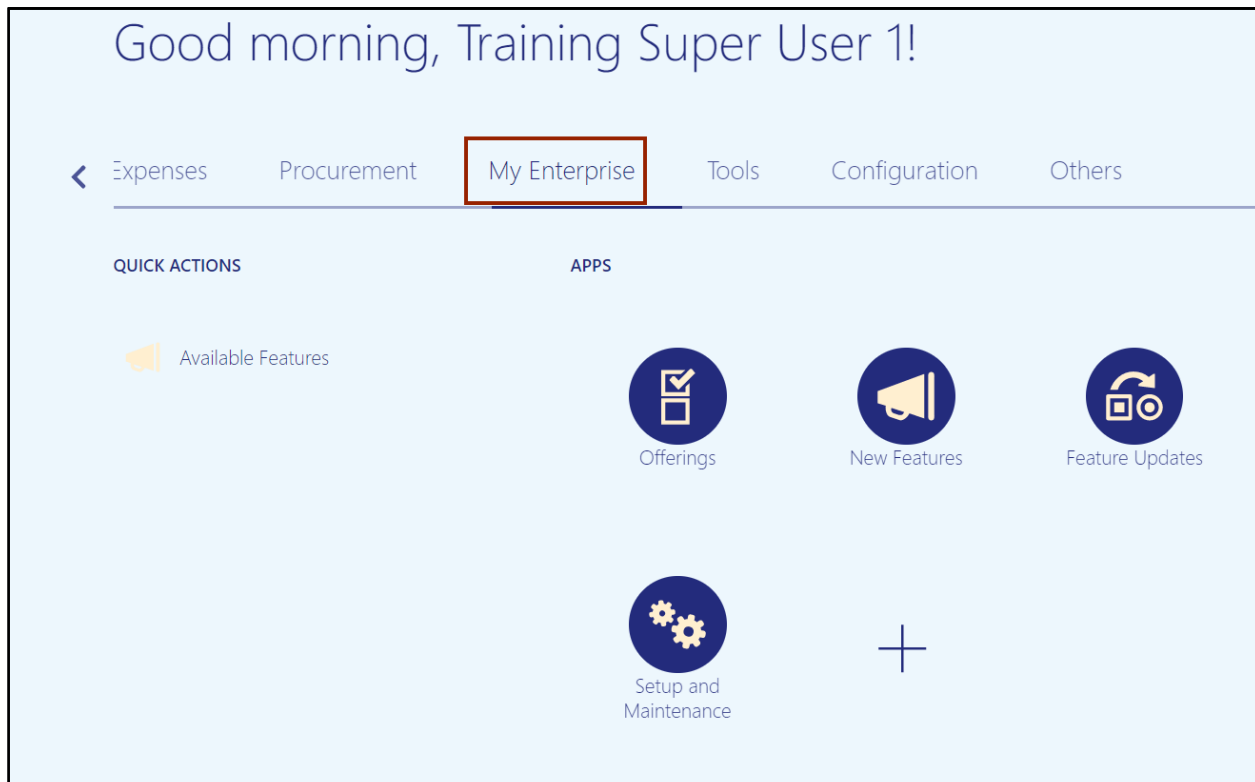 Good morning, Training Super User 1!
Expenses Procurement My Enterprise Tools Configuration Others
QUICK ACTIONS
APPS
Available Features
Offerings
New Features
Feature Updates
Setup and
Maintenance